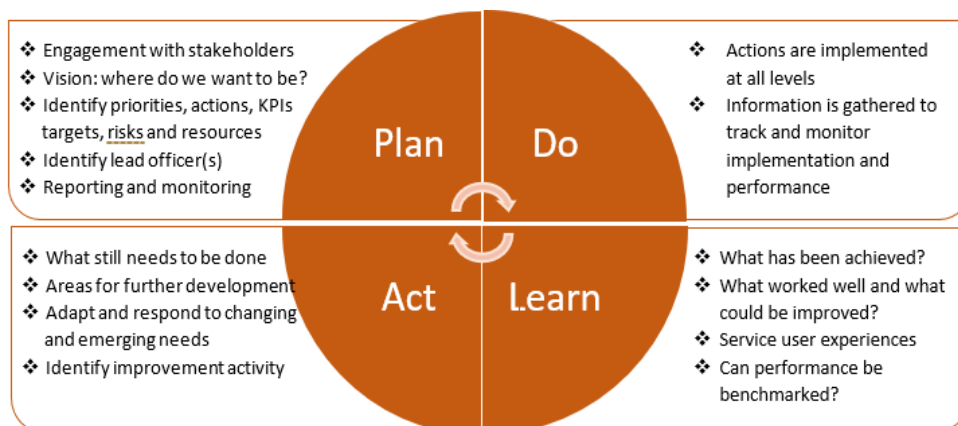 ❖ Engagement with stakeholders
❖ Vision: where do we want to be?
❖ Identify priorities, actions, KPIs
targets, risks and resources
❖ Identify lead officer(s)
❖ Reporting and monitoring
Plan
Do
❖ Actions are implemented
at all levels
❖ Information is gathered to
track and monitor
implementation and
performance
❖ What still needs to be done
❖ Areas for further development
❖ Adapt and respond to changing
and emerging needs
❖ Identify improvement activity
Act
Learn
❖ What has been achieved?
❖ What worked well and what
could be improved?
❖ Service user experiences
❖ Can performance be
benchmarked?